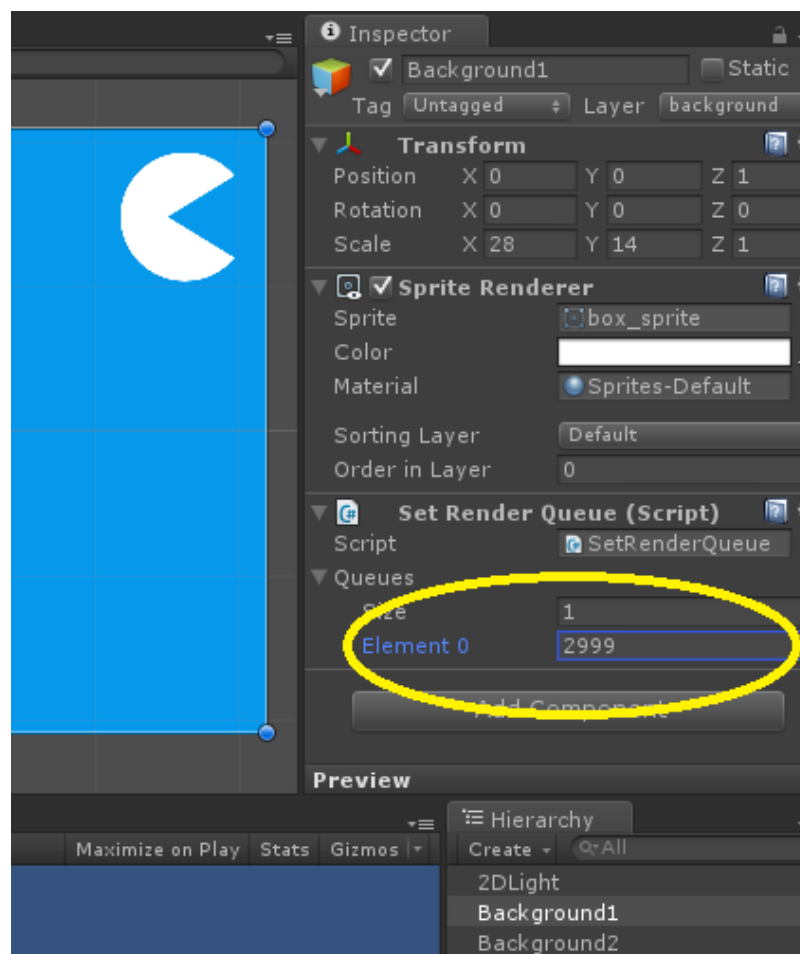 Inspector
Background1 Static
Tag Untagged Layer background
Transform
Position X 0 Y 0 Z 1
Rotation X 0 Y 0 Z 0
Scale X 28 Y 14 Z 1
Sprite Renderer
Sprite box_sprite
Color
Material Sprites-Default
Sorting Layer Default
Order in Layer 0
Set Render Queue (Script)
Script SetRenderQueue
Queues
Size 1
Element 0 2999
Add Component
Preview
Hierarchy
Maximize on Play Stats Gizmos Create All
2DLight
Background1
Background2